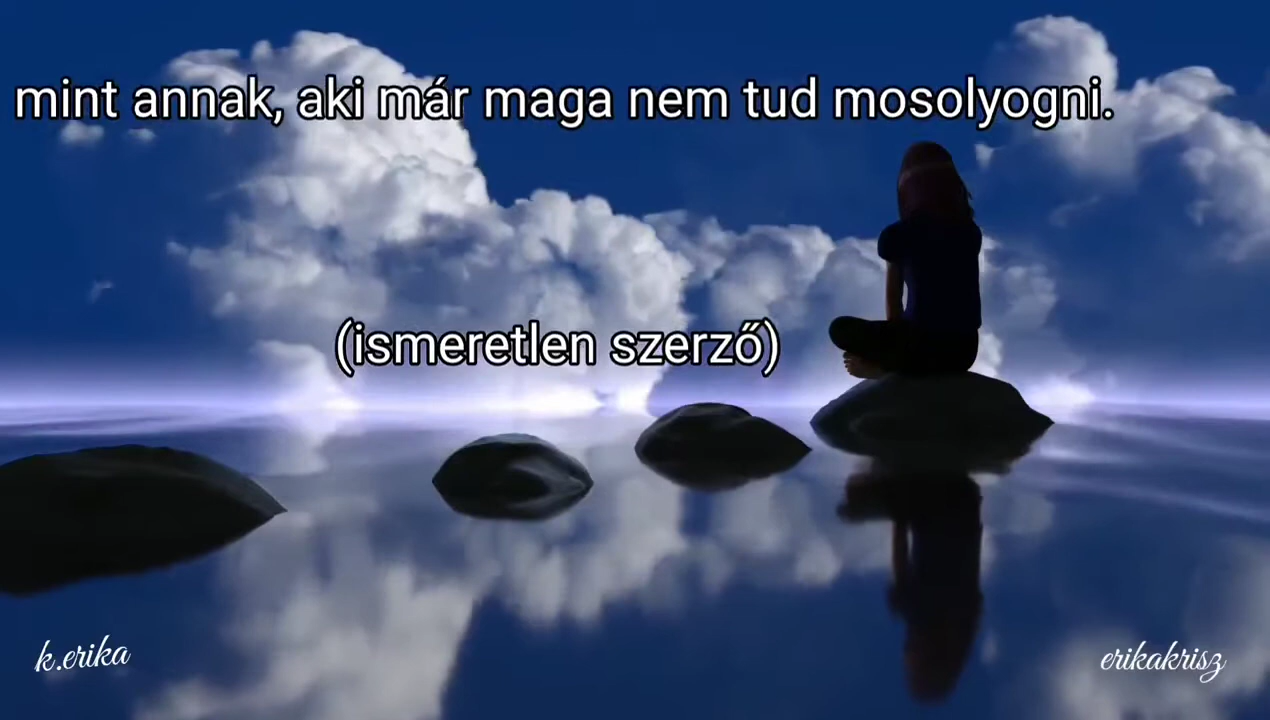 mint annak, aki már maga nem tud mosolyogni.
(ismeretlen szerző)
k.erika
erikakrisz